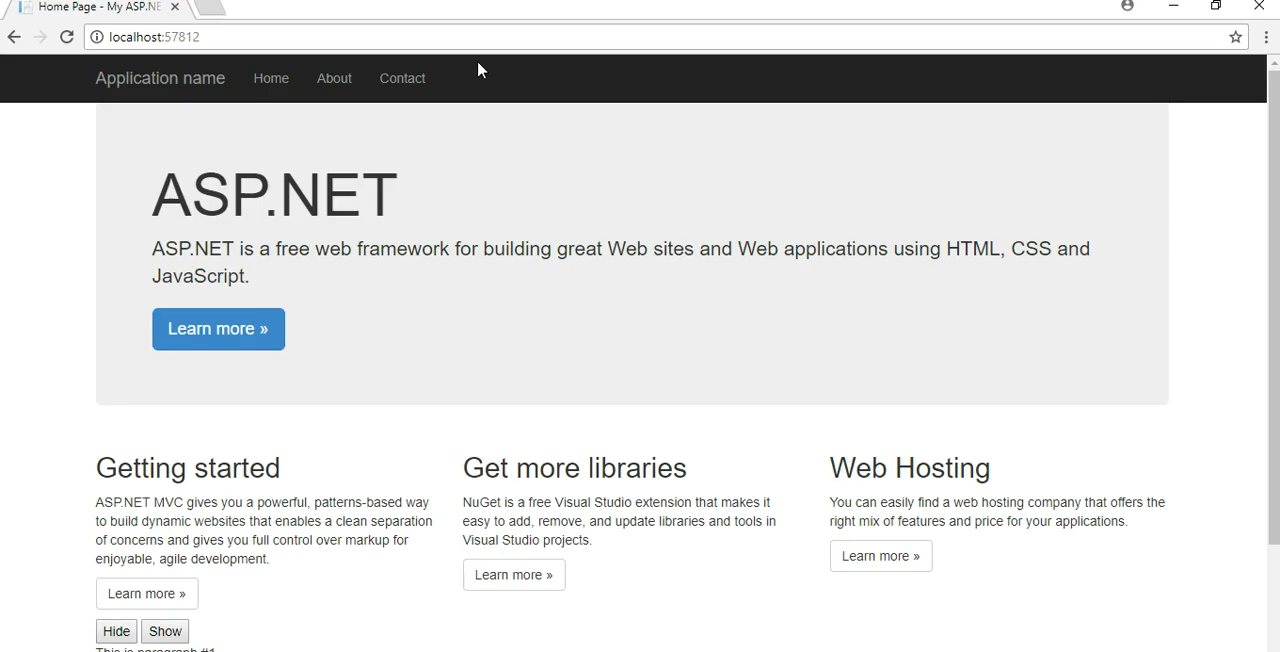 Home Page - My ASP.NE
localhost:57812
Application name Home About Contact
ASP.NET
ASP.NET is a free web framework for building great Web sites and Web applications using HTML, CSS and
JavaScript.
Learn more »
Getting started
ASP.NET MVC gives you a powerful, patterns-based way
to build dynamic websites that enables a clean separation
of concerns and gives you full control over markup for
enjoyable, agile development.
Learn more »
Hide Show
This is paragraph #1
Get more libraries
NuGet is a free Visual Studio extension that makes it
easy to add, remove, and update libraries and tools in
Visual Studio projects.
Learn more »
Web Hosting
You can easily find a web hosting company that offers the
right mix of features and price for your applications.
Learn more »